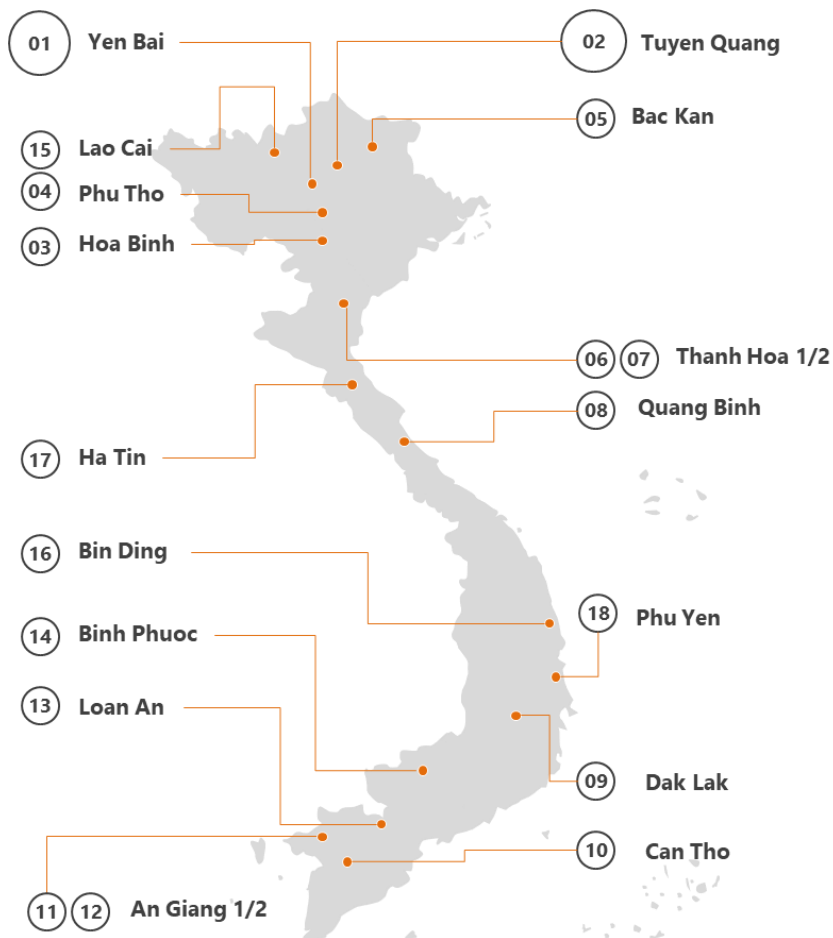 01 Yen Bai
02 Tuyen Quang
05 Bac Kan
15 Lao Cai
04 Phu Tho
03 Hoa Binh
06 07 Thanh Hoa 1/2
08 Quang Binh
17 Ha Tin
16 Bin Ding
18 Phu Yen
14 Binh Phuoc
13 Loan An
09 Dak Lak
10 Can Tho
11 12 An Giang 1/2